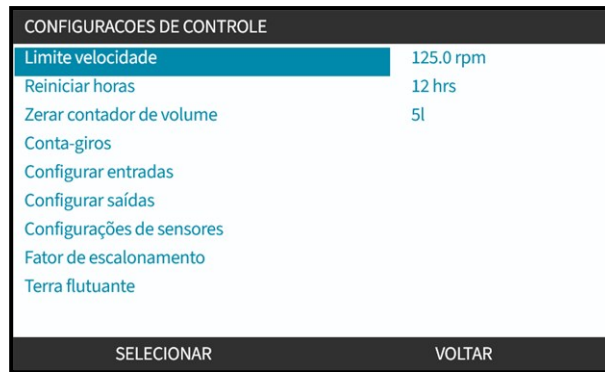 CONFIGURACOES DE CONTROLE
Limite velocidade 125.0 rpm
Reiniciar horas 12 hrs
Zerar contador de volume 5l
Conta-giros
Configurar entradas
Configurar saídas
Configurações de sensores
Fator de escalonamento
Terra flutuante
SELECIONAR VOLTAR